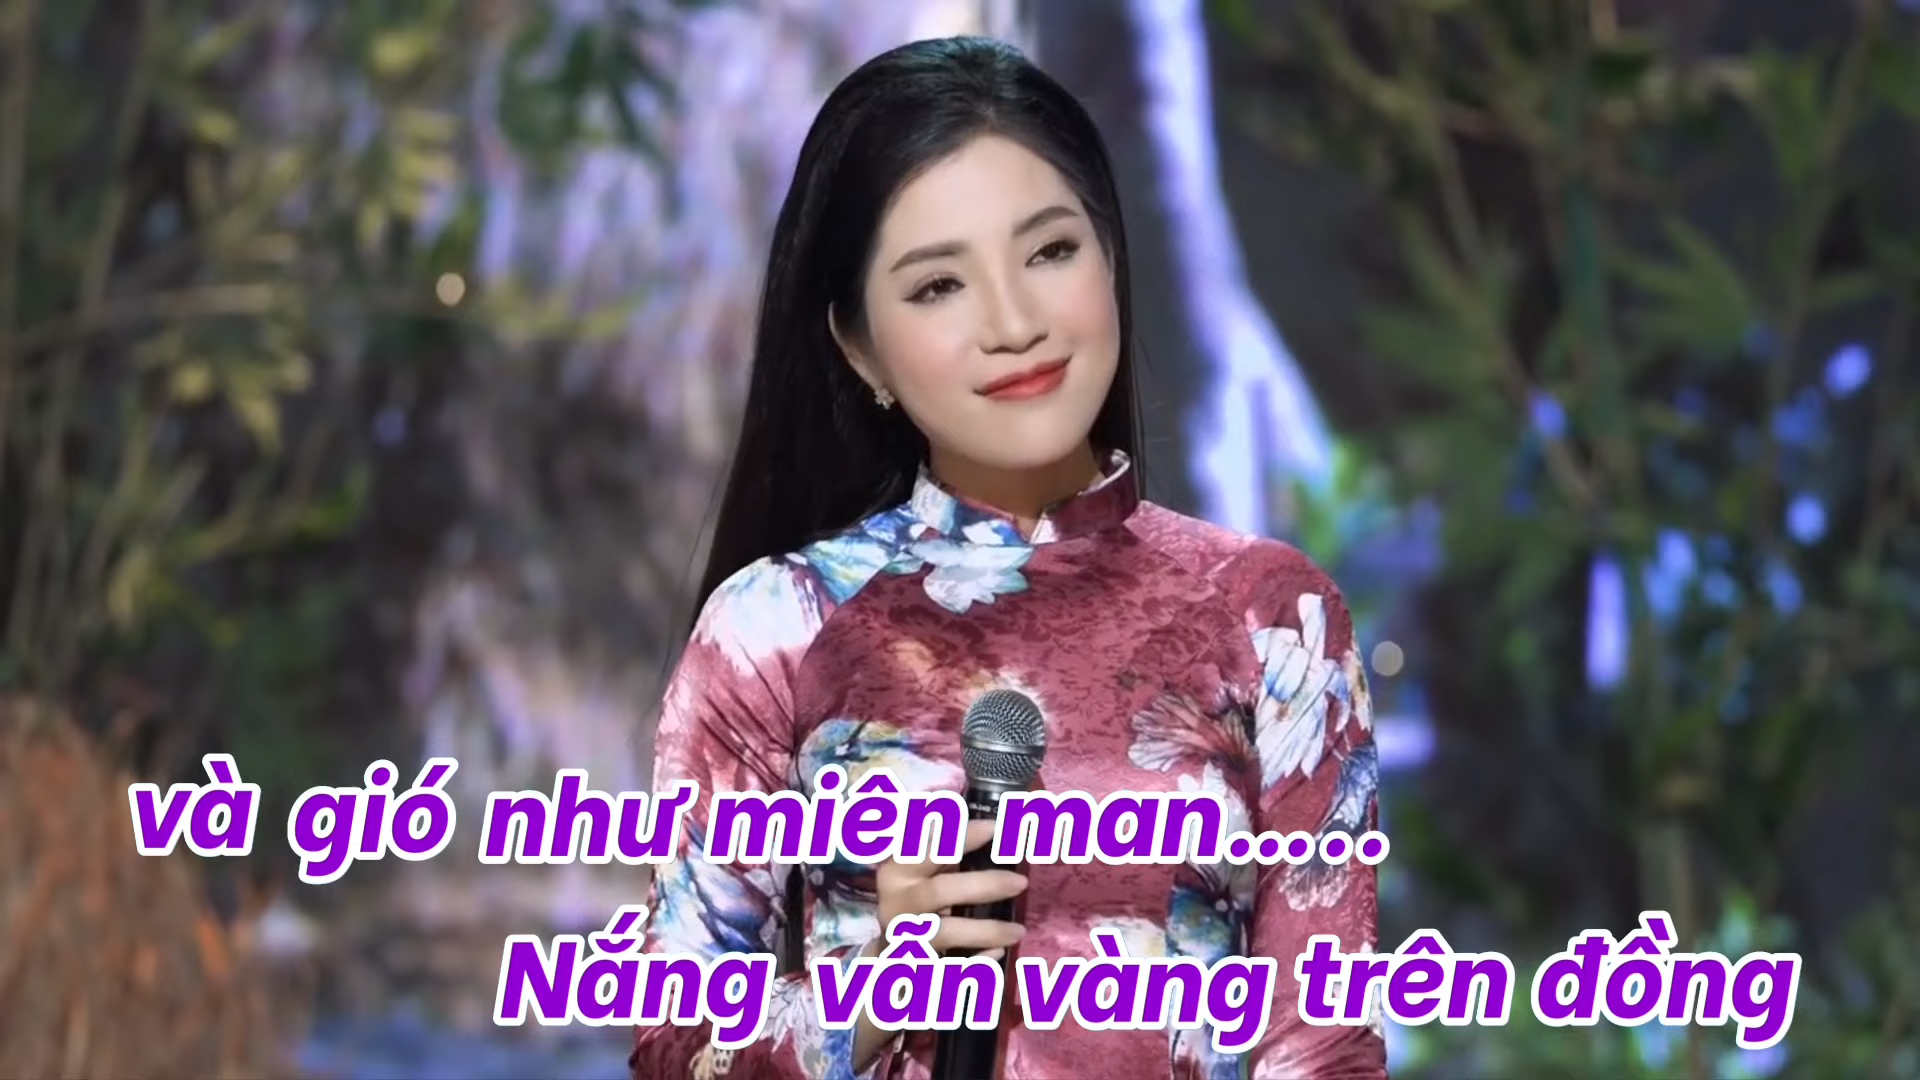 và gió như miên man.....
Nắng vẫn vàng trên đồng